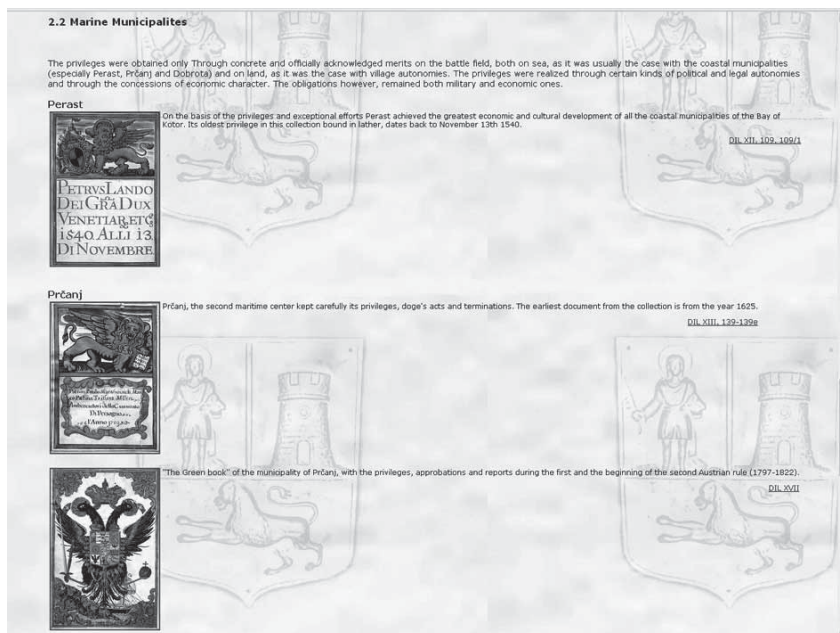 2.2 Marine Municipalites
The privileges were obtained only Through concrete and officially acknowledged merits on the battle field, both on sea, as it was usually the case with the coastal municipalities
(especially Perast, Prčanj and Dobrota) and on land, as it was the case with village autonomies. The privileges were realized through certain kinds of political and legal autonomies
and through the concessions of economic character. The obligations however, remained both military and economic ones.
Perast
On the basis of the privileges and exceptional efforts Perast achieved the greatest economic and cultural development of all the coastal municipalities of the Bay of
Kotor. Its oldest privilege in this collection bound in lather, dates back to November 13th 1540.
DIL XII, 109, 109/1
PETRVS LANDO
DEI GRÃ DUX
VENETIAR, ETC
1540 ALLI 13
DI NOVEMBRE
Prčanj
Prčanj, the second maritime center kept carefully its privileges, doge's acts and terminations. The earliest document from the collection is from the year 1625.
DIL XIII, 139-139e
"The Green book" of the municipality of Prčanj, with the privileges, approbations and reports during the first and the beginning of the second Austrian rule (1797-1822).
DIL XVII